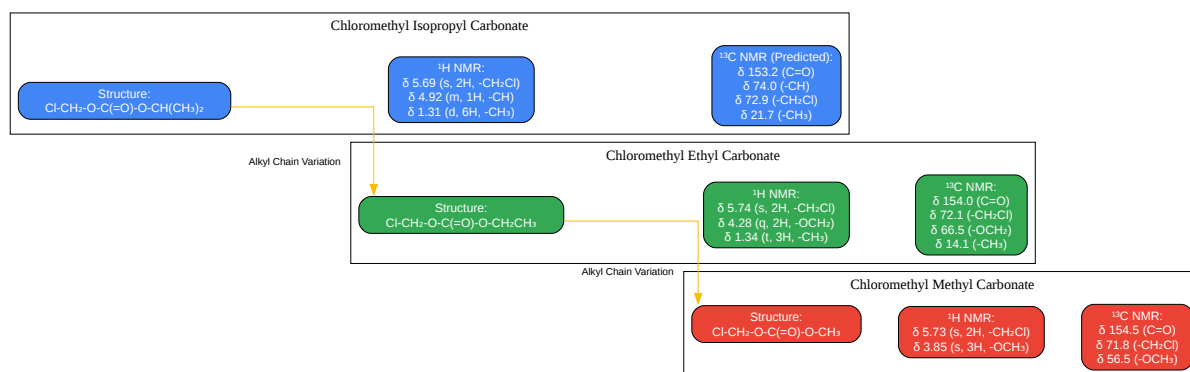 Chloromethyl Isopropyl Carbonate
Structure:
Cl-CH₂-O-C(=O)-O-CH(CH₃)₂
¹H NMR:
δ 5.69 (s, 2H, -CH₂Cl)
δ 4.92 (m, 1H, -CH)
δ 1.31 (d, 6H, -CH₃)
¹³C NMR (Predicted):
δ 153.2 (C=O)
δ 74.0 (-CH)
δ 72.9 (-CH₂Cl)
δ 21.7 (-CH₃)
Alkyl Chain Variation
Chloromethyl Ethyl Carbonate
Structure:
Cl-CH₂-O-C(=O)-O-CH₂CH₃
¹H NMR:
δ 5.74 (s, 2H, -CH₂Cl)
δ 4.28 (q, 2H, -OCH₂)
δ 1.34 (t, 3H, -CH₃)
¹³C NMR:
δ 154.0 (C=O)
δ 72.1 (-CH₂Cl)
δ 66.5 (-OCH₂)
δ 14.1 (-CH₃)
Alkyl Chain Variation
Chloromethyl Methyl Carbonate
Structure:
Cl-CH₂-O-C(=O)-O-CH₃
¹H NMR:
δ 5.73 (s, 2H, -CH₂Cl)
δ 3.85 (s, 3H, -OCH₃)
¹³C NMR:
δ 154.5 (C=O)
δ 71.8 (-CH₂Cl)
δ 56.5 (-OCH₃)